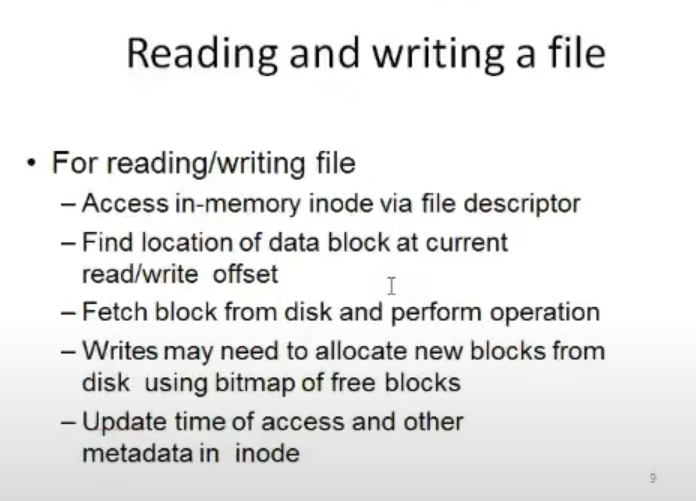 Reading and writing a file
• For reading/writing file
– Access in-memory inode via file descriptor
– Find location of data block at current
read/write offset
– Fetch block from disk and perform operation
– Writes may need to allocate new blocks from
disk using bitmap of free blocks
– Update time of access and other
metadata in inode
9